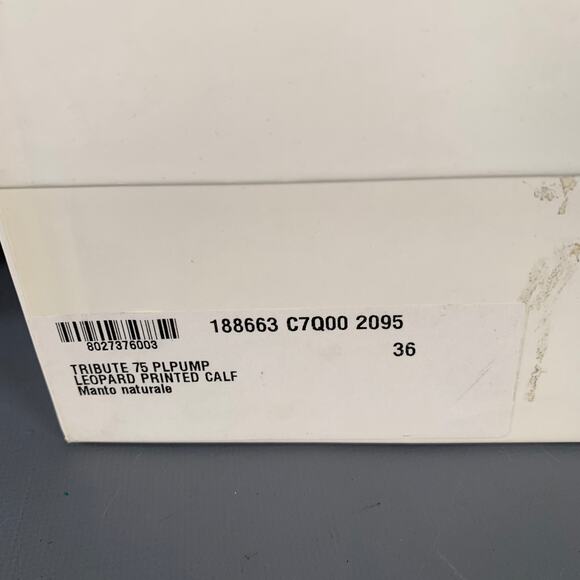 188663 C7Q00 2095
8027376003
36
TRIBUTE 75 PLPUMP
LEOPARD PRINTED CALF
Manto naturale